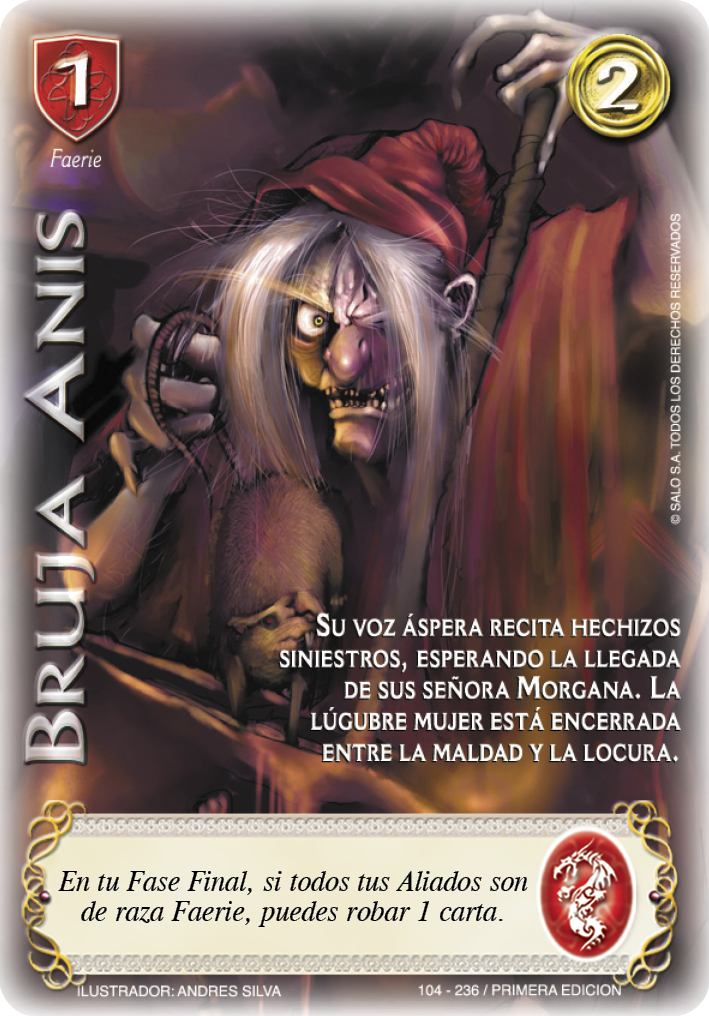 1
2
Faerie
BRUJA ANIS
© SALO S.A. TODOS LOS DERECHOS RESERVADOS
SU VOZ ÁSPERA RECITA HECHIZOS
SINIESTROS, ESPERANDO LA LLEGADA
DE SUS SEÑORA MORGANA. LA
LÚGUBRE MUJER ESTÁ ENCERRADA
ENTRE LA MALDAD Y LA LOCURA.
En tu Fase Final, si todos tus Aliados son
de raza Faerie, puedes robar 1 carta.
ILUSTRADOR: ANDRES SILVA
104 - 236 / PRIMERA EDICION